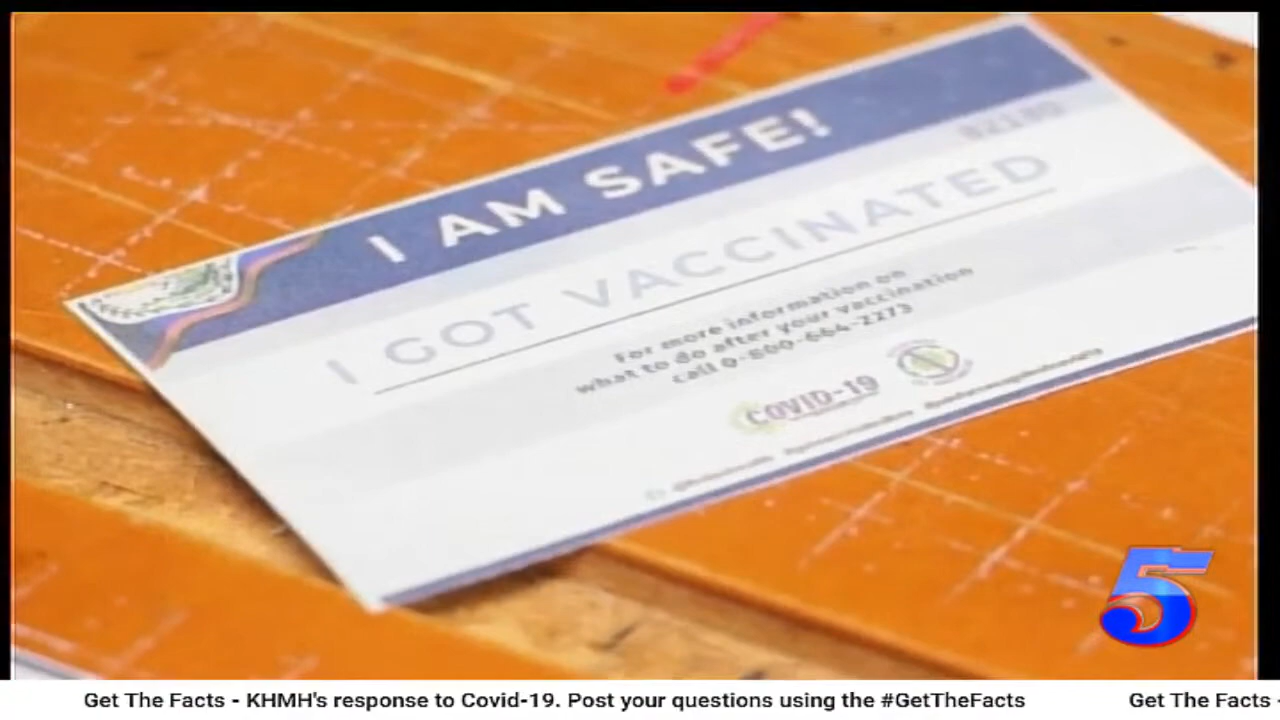 I AM SAFE!
I GOT VACCINATED
For more information on
what to do after your vaccination
call 0-800-664-2273
COVID-19
5
Get The Facts - KHMH's response to Covid-19. Post your questions using the #GetTheFacts
Get The Facts -